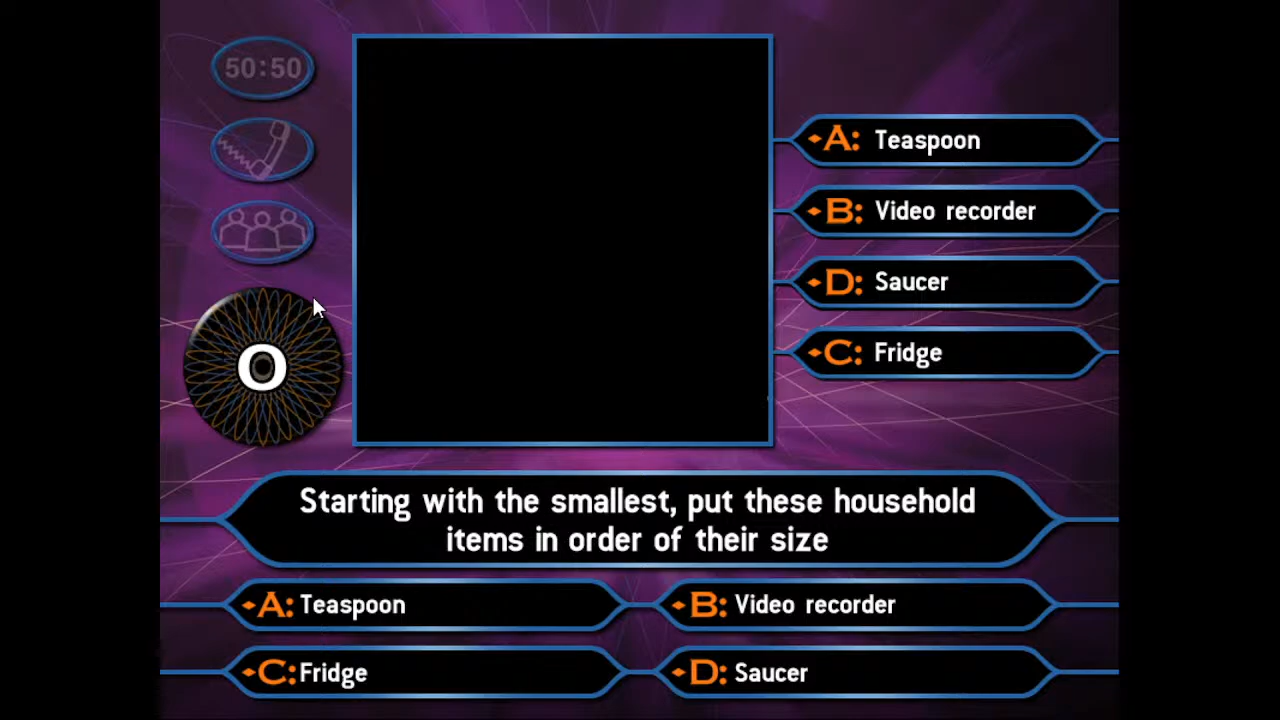 50:50
A: Teaspoon
B: Video recorder
D: Saucer
C: Fridge
0
Starting with the smallest, put these household
items in order of their size
A: Teaspoon
B: Video recorder
C: Fridge
D: Saucer